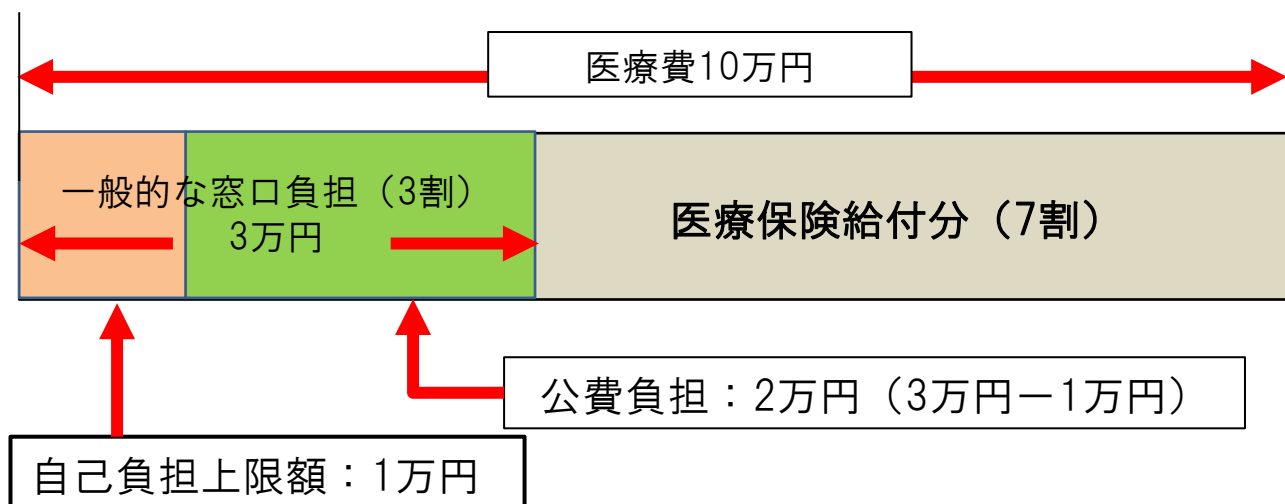 医療費10万円
一般的な窓口負担（3割）
3万円
医療保険給付分（7割）
公費負担：2万円（3万円－1万円）
自己負担上限額：1万円